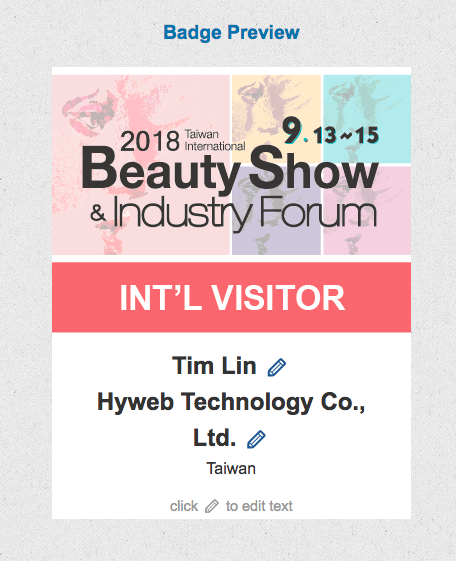 Badge Preview
2018 Taiwan International
9.13~15
Beauty Show
& Industry Forum
INT'L VISITOR
Tim Lin
Hyweb Technology Co.,
Ltd.
Taiwan
click to edit text